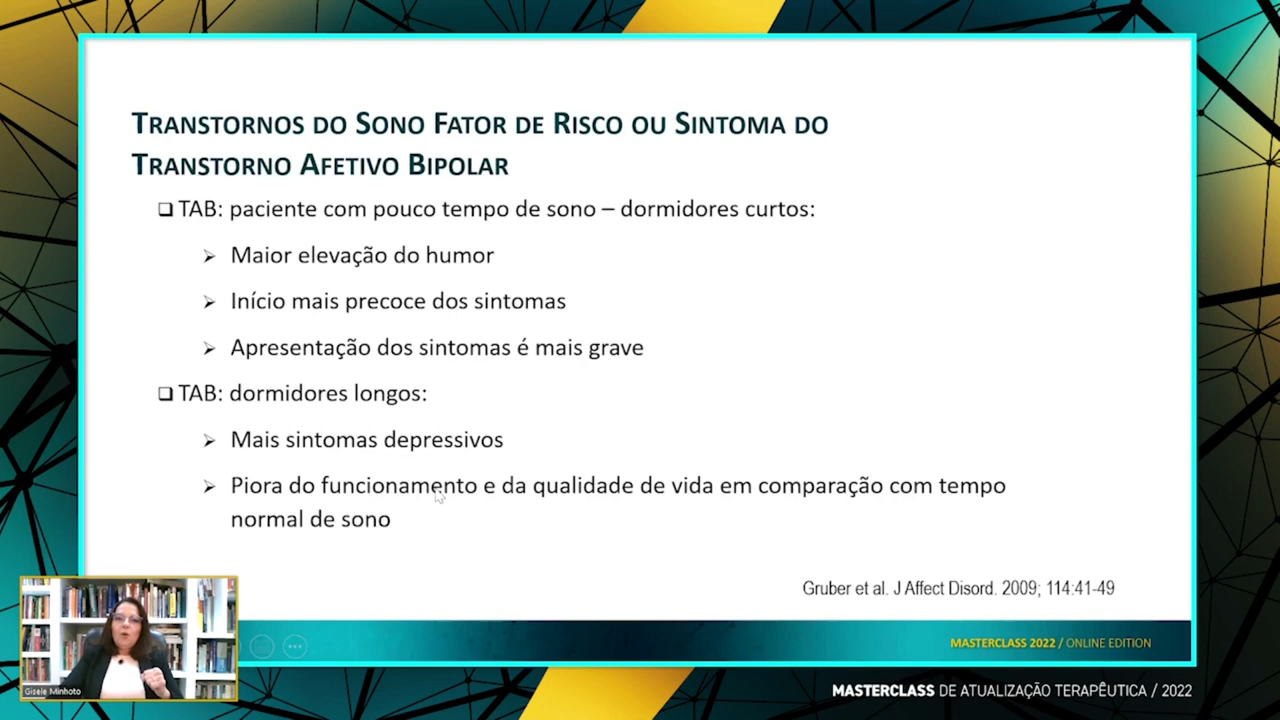 TRANSTORNOS DO SONO FATOR DE RISCO OU SINTOMA DO
TRANSTORNO AFETIVO BIPOLAR
TAB: paciente com pouco tempo de sono – dormidores curtos:
Maior elevação do humor
Início mais precoce dos sintomas
Apresentação dos sintomas é mais grave
TAB: dormidores longos:
Mais sintomas depressivos
Piora do funcionamento e da qualidade de vida em comparação com tempo
normal de sono
Gruber et al. J Affect Disord. 2009; 114:41-49
MASTERCLASS 2022 / ONLINE EDITION
Gisele Minhoto
MASTERCLASS DE ATUALIZAÇÃO TERAPÊUTICA / 2022